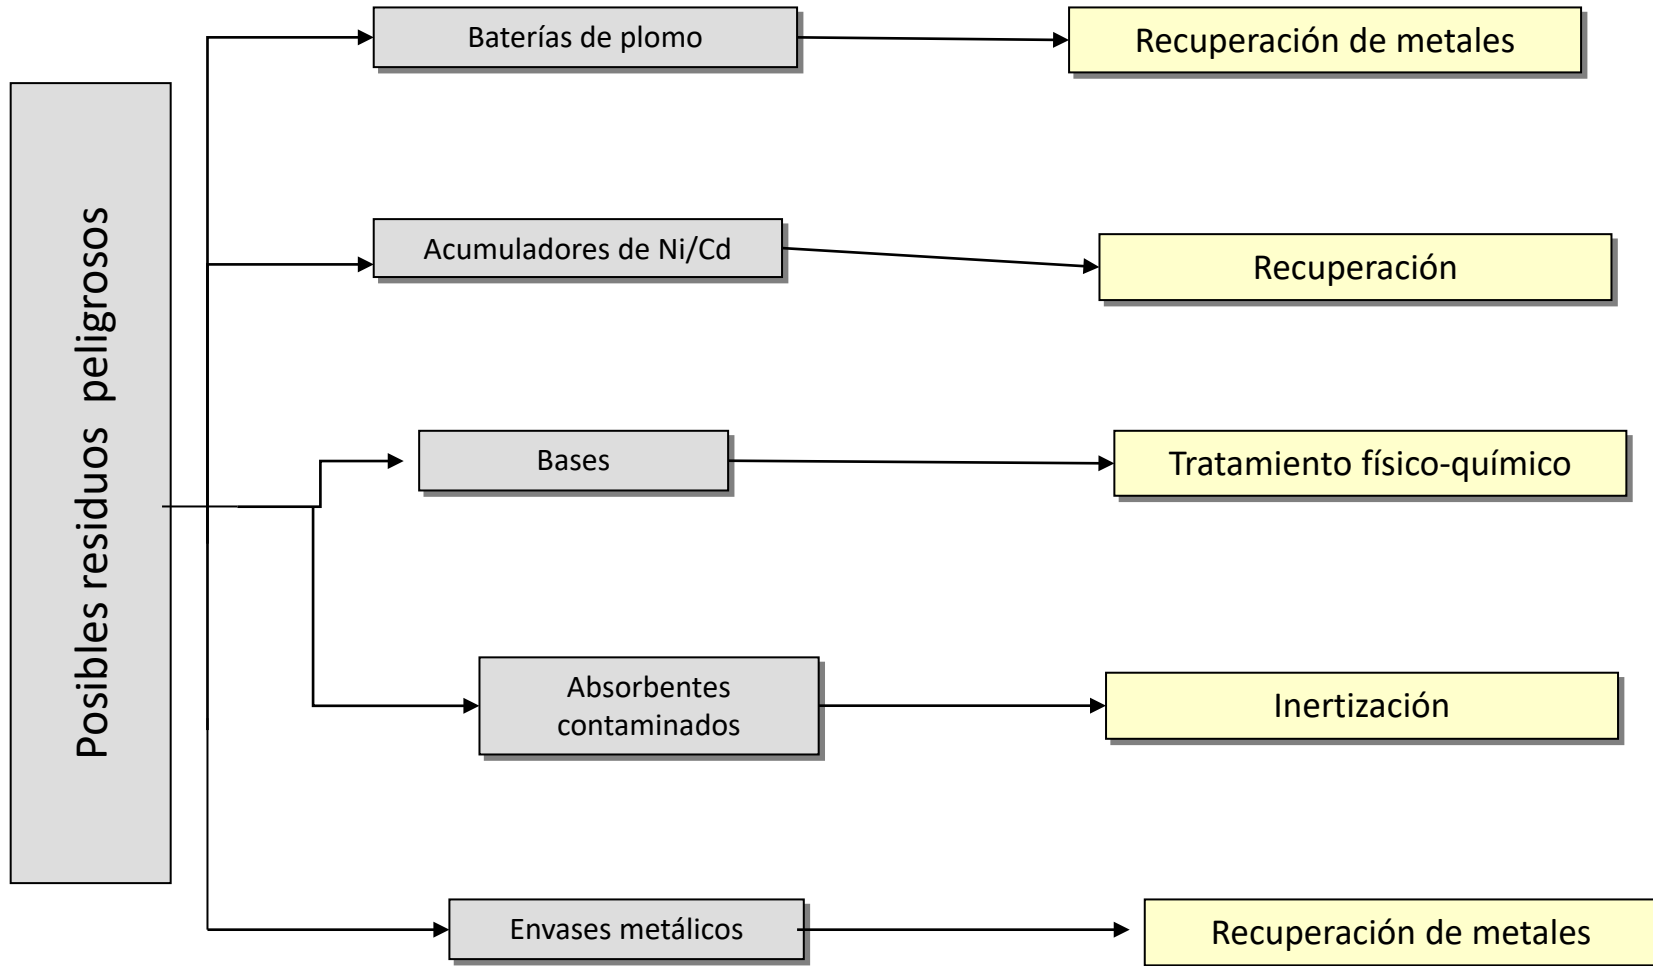 Posibles residuos  peligrosos
Baterías de plomo
Recuperación de metales
Acumuladores de Ni/Cd
Recuperación
Bases
Tratamiento físico-químico
Absorbentes
contaminados
Inertización
Envases metálicos
Recuperación de metales